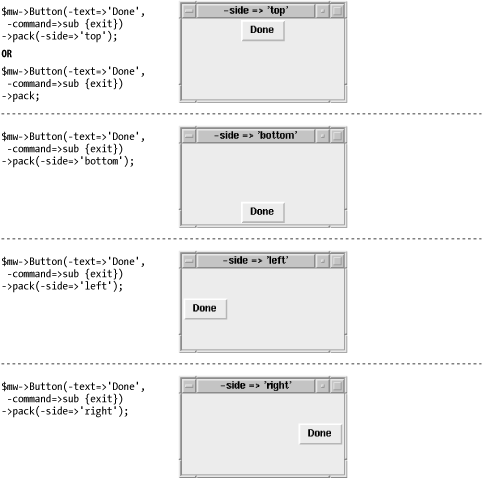 $mw->Button(-text=>'Done',
-command=>sub {exit})
->pack(-side=>'top');
OR
$mw->Button(-text=>'Done',
-command=>sub {exit})
->pack;
-side => 'top'
Done
$mw->Button(-text=>'Done',
-command=>sub {exit})
->pack(-side=>'bottom');
-side => 'bottom'
Done
$mw->Button(-text=>'Done',
-command=>sub {exit})
->pack(-side=>'left');
-side => 'left'
Done
$mw->Button(-text=>'Done',
-command=>sub {exit})
->pack(-side=>'right');
-side => 'right'
Done